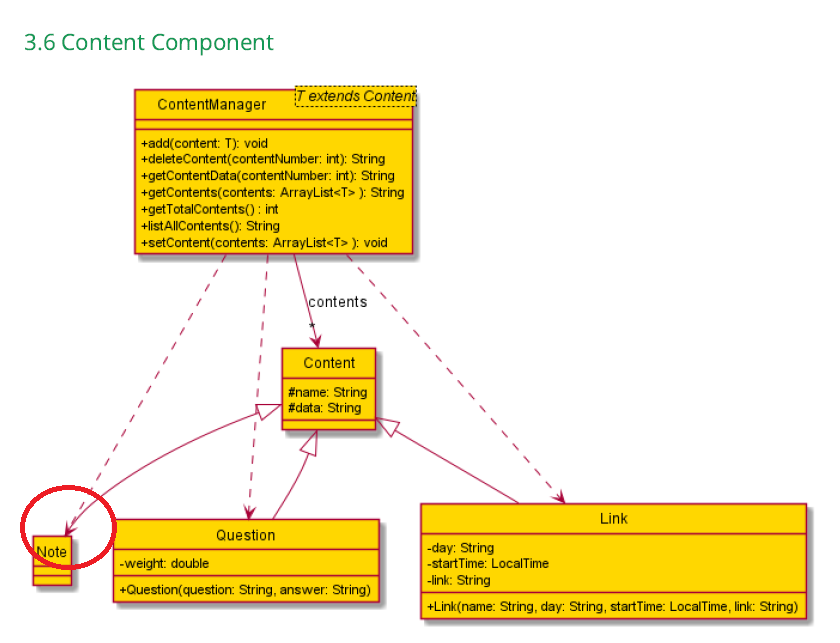 3.6 Content Component
ContentManager
T extends Content
+add(content: T): void
+deleteContent(contentNumber: int): String
+getContentData(contentNumber: int): String
+getContents(contents: ArrayList<T> ): String
+getTotalContents() : int
+listAllContents(): String
+setContent(contents: ArrayList<T> ): void
contents
*
Content
#name: String
#data: String
Note
Question
-weight: double
+Question(question: String, answer: String)
Link
-day: String
-startTime: LocalTime
-link: String
+Link(name: String, day: String, startTime: LocalTime, link: String)